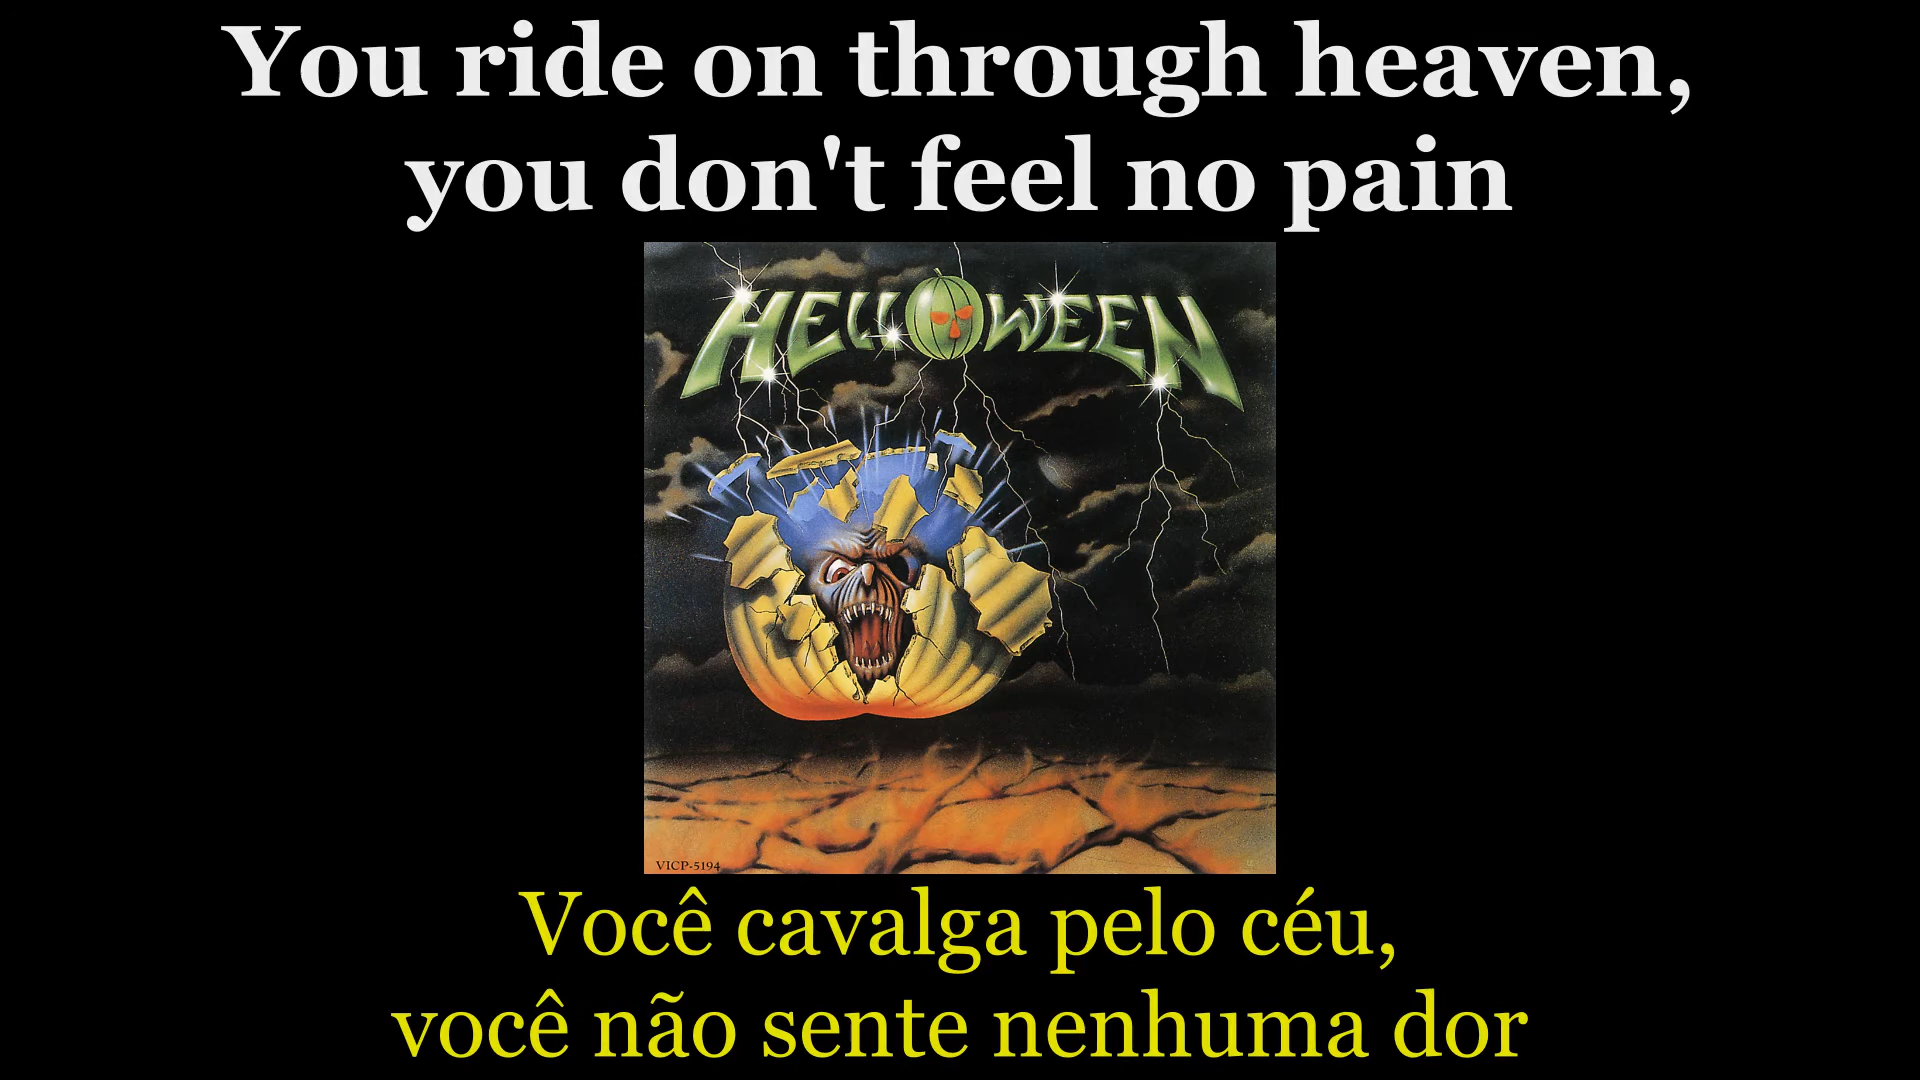 You ride on through heaven,
you don't feel no pain
HELLOWEEN
VICP-5194
Você cavalga pelo céu,
você não sente nenhuma dor